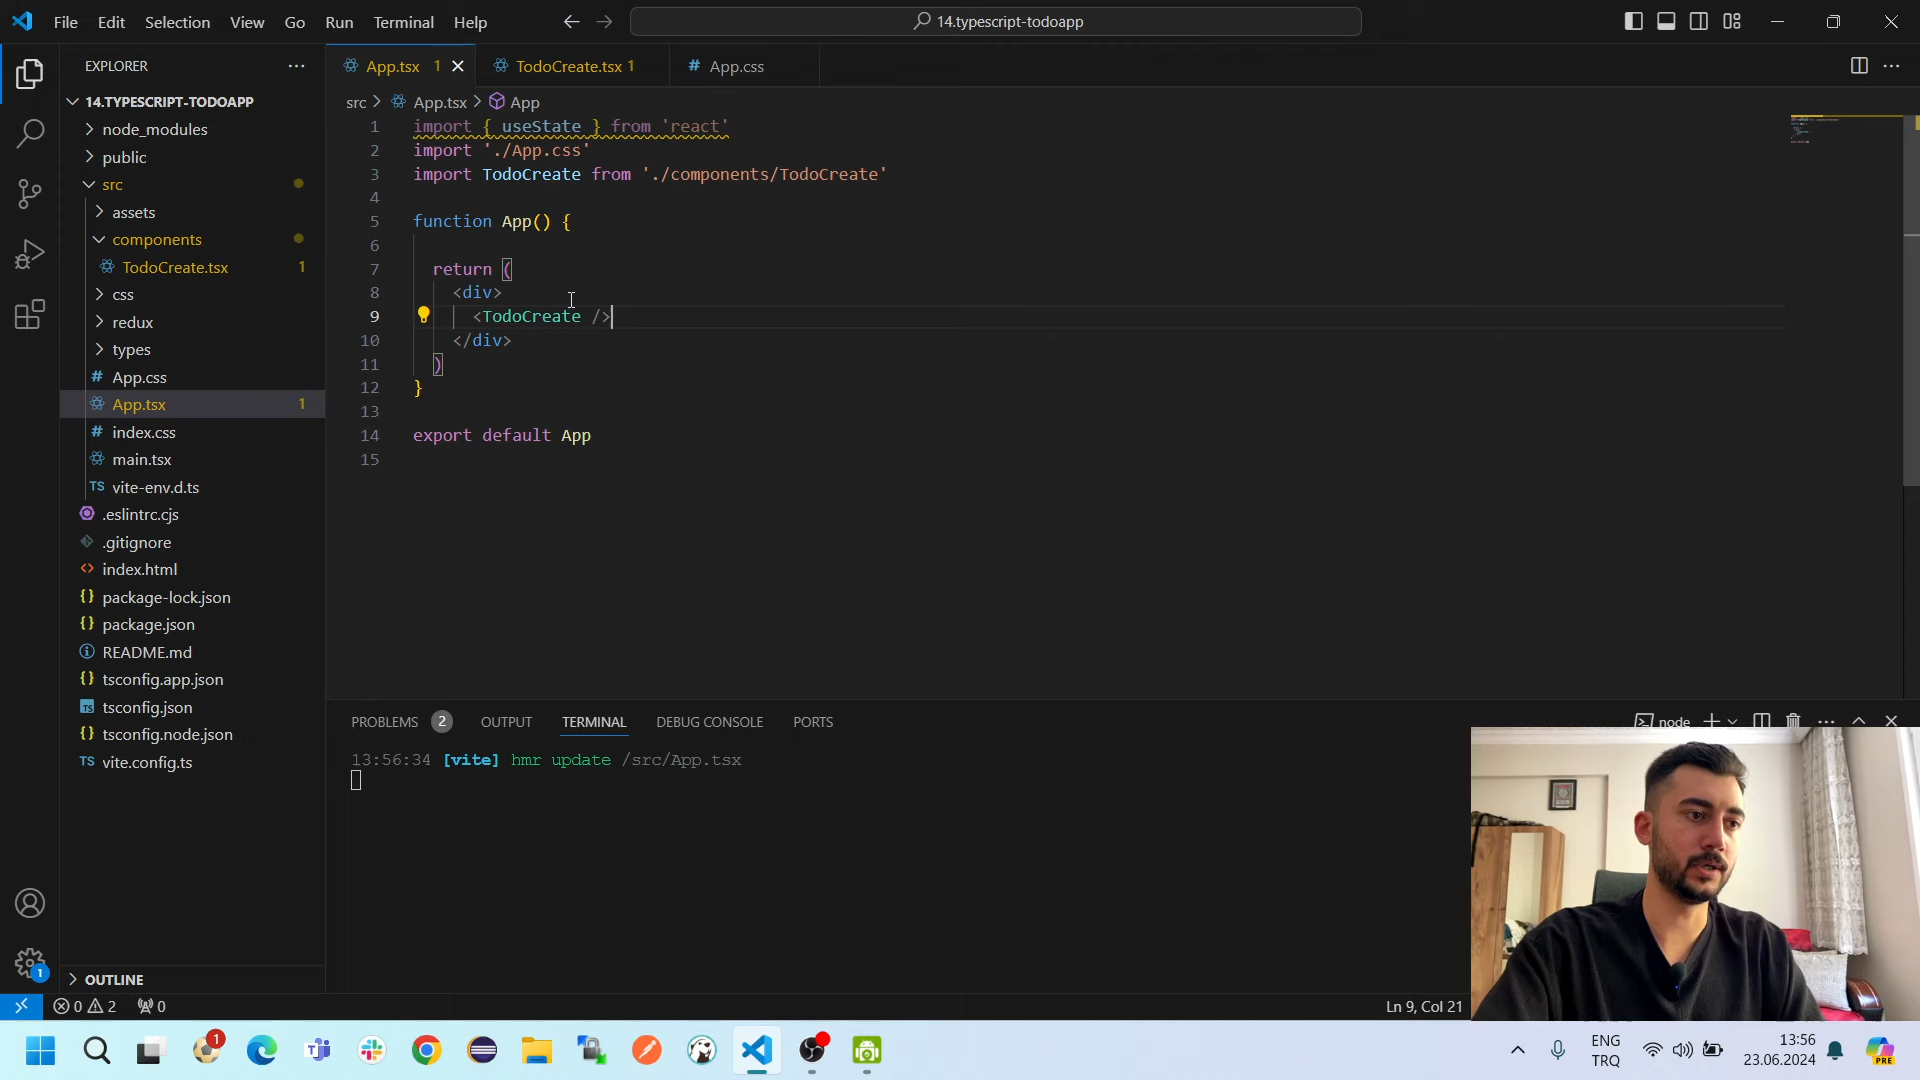 File Edit Selection View Go Run Terminal Help
14.typescript-todoapp
EXPLORER
14.TYPESCRIPT-TODOAPP
node_modules
public
src
assets
components
TodoCreate.tsx 1
css
redux
types
# App.css
App.tsx 1
# index.css
main.tsx
TS vite-env.d.ts
.eslintrc.cjs
.gitignore
<> index.html
{} package-lock.json
{} package.json
README.md
{} tsconfig.app.json
TS tsconfig.json
{} tsconfig.node.json
TS vite.config.ts
OUTLINE
App.tsx 1
TodoCreate.tsx 1
# App.css
src > App.tsx > App
1 import { useState } from 'react'
2 import './App.css'
3 import TodoCreate from './components/TodoCreate'
4
5 function App() {
6
7 return (
8 <div>
9 <TodoCreate />
10 </div>
11 )
12 }
13
14 export default App
15
PROBLEMS 2 OUTPUT TERMINAL DEBUG CONSOLE PORTS
node
13:56:34 [vite] hmr update /src/App.tsx
1
0 2 0
Ln 9, Col 21
1
ENG
TRQ
13:56
23.06.2024
PRE